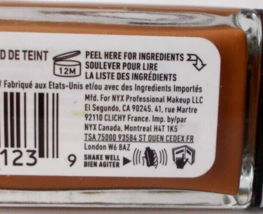 D DE TEINT
12M
PEEL HERE FOR INGREDIENTS
SOULEVER POUR LIRE
LA LISTE DES INGRÉDIENTS
/ Fabriqué aux Etats-Unis et/ou avec des Ingrédients Importés
Mfd. For NYX Professional Makeup LLC
El Segundo, CA 90245. 41, rue Martre
92110 CLICHY France. Imp. by/par
NYX Canada, Montreal H4T 1K5
TSA 75000 93584 ST OUEN CEDEX FR
London W6 8AZ
123 9
SHAKE WELL
BIEN AGITER